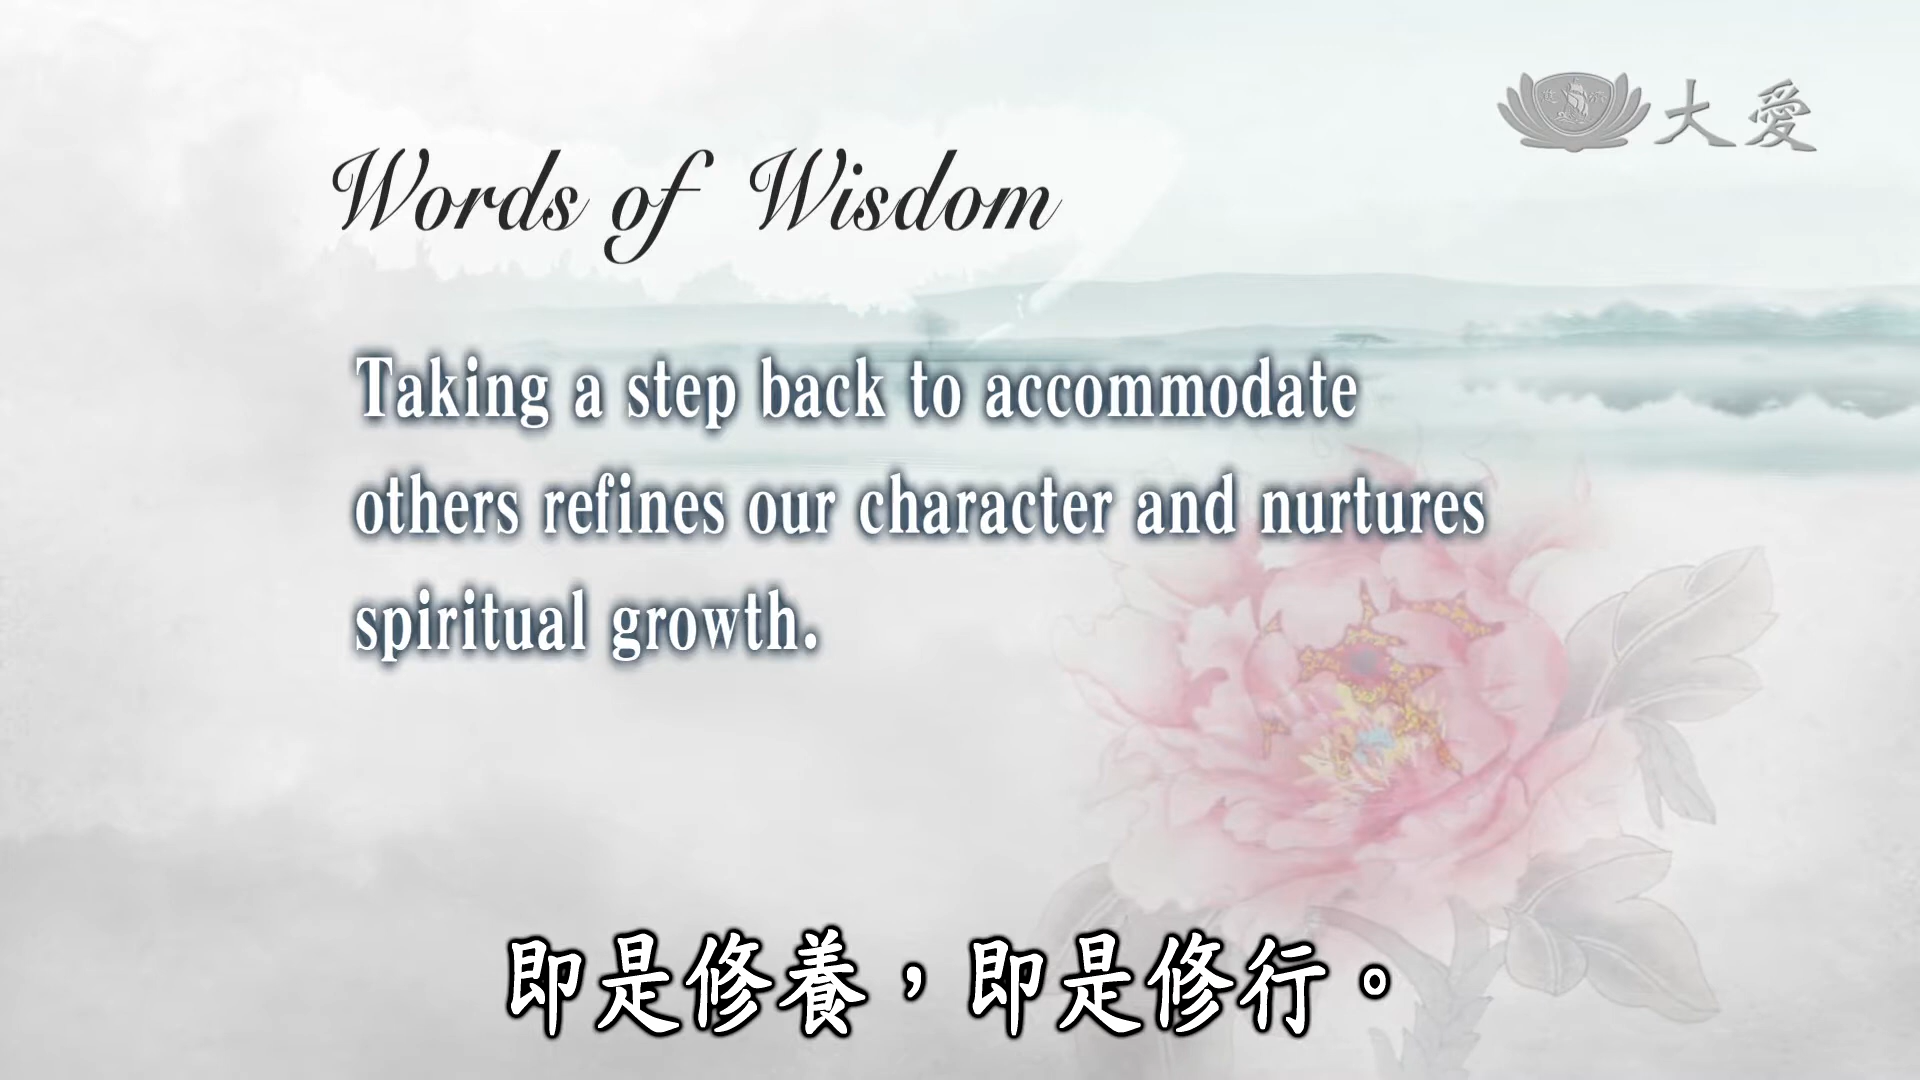 大愛
Words of Wisdom
Taking a step back to accommodate
others refines our character and nurtures
spiritual growth.
即是修養，即是修行。